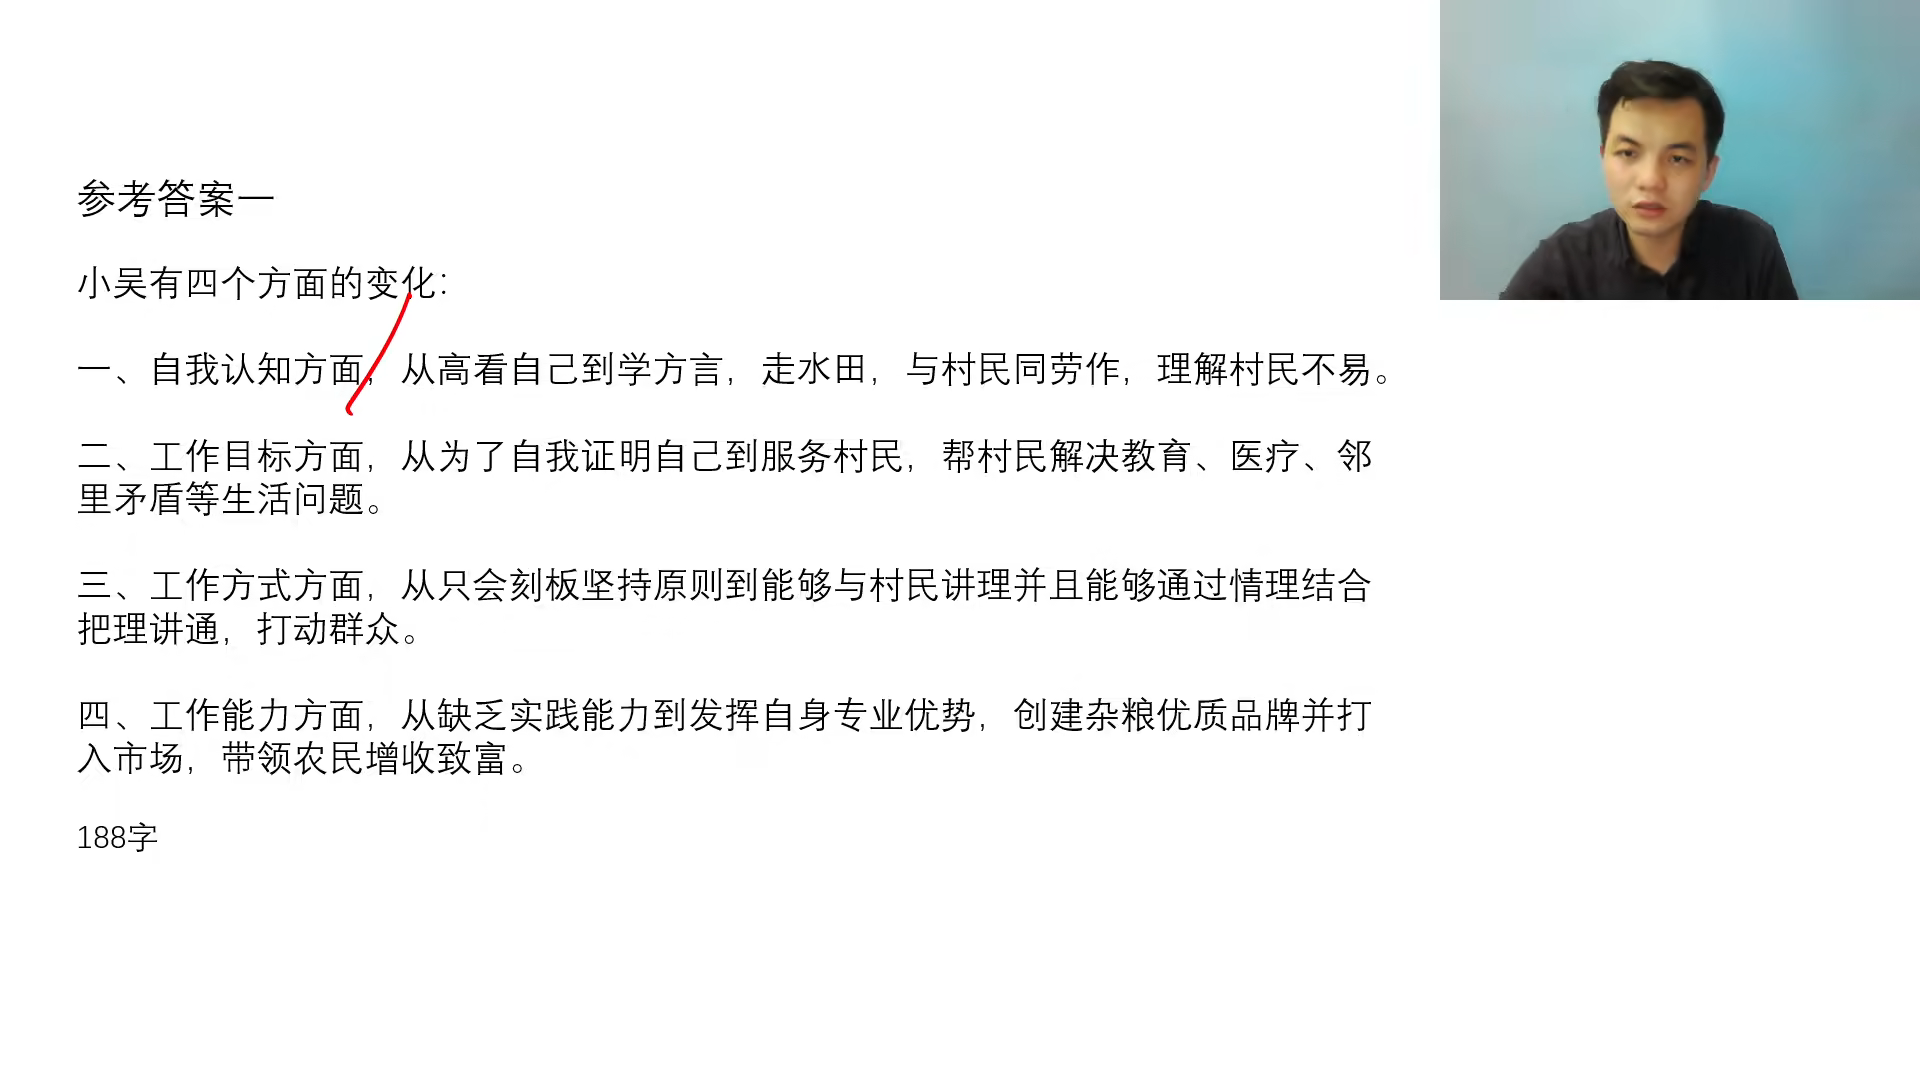 参考答案一
小吴有四个方面的变化：
一、自我认知方面，从高看自己到学方言，走水田，与村民同劳作，理解村民不易。
二、工作目标方面，从为了自我证明自己到服务村民，帮村民解决教育、医疗、邻
里矛盾等生活问题。
三、工作方式方面，从只会刻板坚持原则到能够与村民讲理并且能够通过情理结合
把理讲通，打动群众。
四、工作能力方面，从缺乏实践能力到发挥自身专业优势，创建杂粮优质品牌并打
入市场，带领农民增收致富。
188字